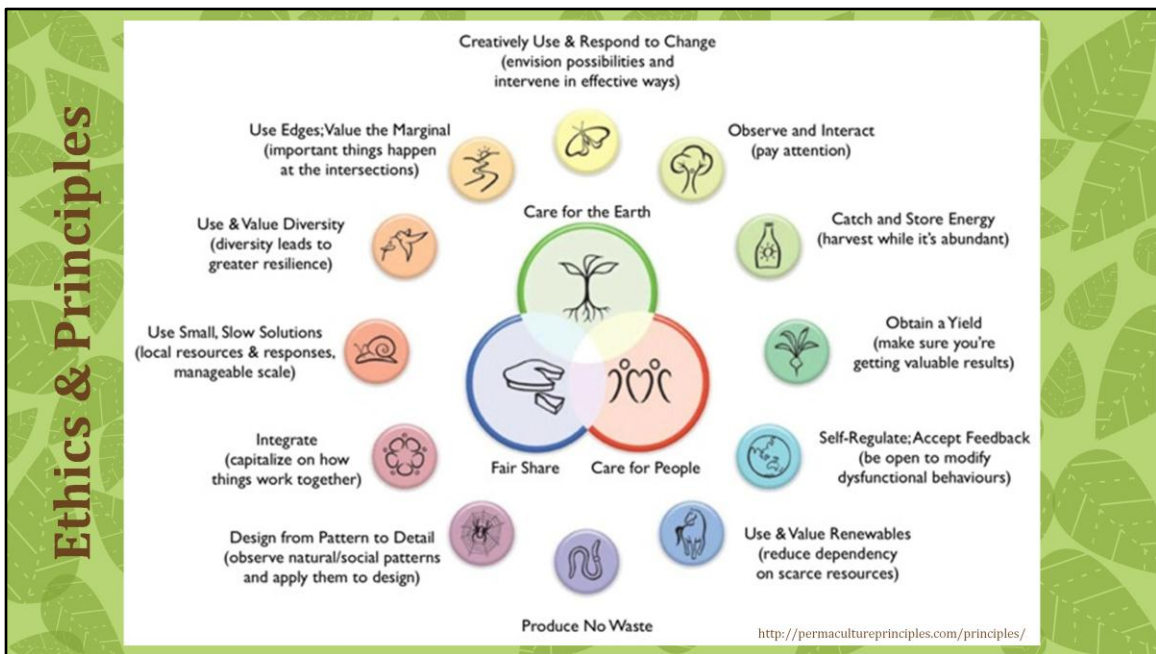 Ethics & Principles
Creatively Use & Respond to Change
(envision possibilities and
intervene in effective ways)
Observe and Interact
(pay attention)
Catch and Store Energy
(harvest while it's abundant)
Obtain a Yield
(make sure you're
getting valuable results)
Self-Regulate; Accept Feedback
(be open to modify
dysfunctional behaviours)
Use & Value Renewables
(reduce dependency
on scarce resources)
Produce No Waste
Design from Pattern to Detail
(observe natural/social patterns
and apply them to design)
Integrate
(capitalize on how
things work together)
Use Small, Slow Solutions
(local resources & responses,
manageable scale)
Use & Value Diversity
(diversity leads to
greater resilience)
Use Edges; Value the Marginal
(important things happen
at the intersections)
Care for the Earth
Fair Share
Care for People
http://permacultureprinciples.com/principles/